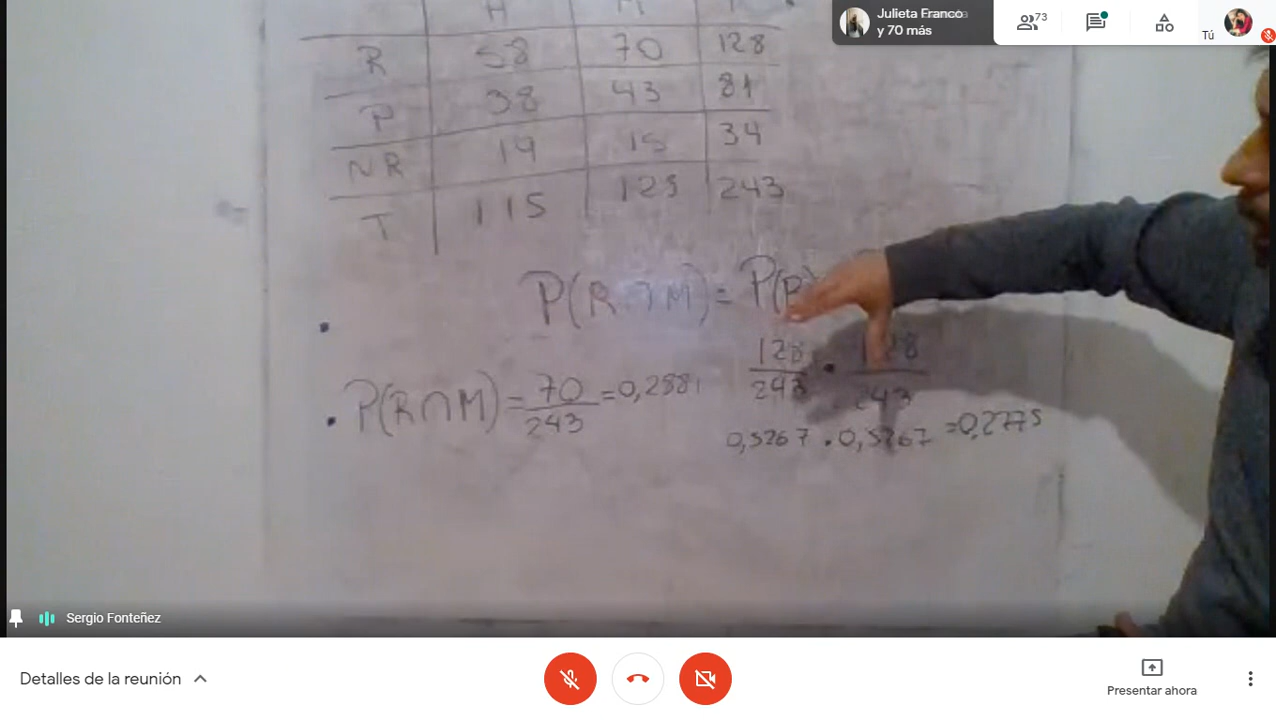 Julieta Franco
y 70 más
73
Tú
H M
R 58 70 128
P 38 43 81
NR 19 15 34
T 115 128 243
P(R∩M) = P(R)
128/243 · 128/243
• P(R∩M) = 70/243 = 0,2881
0,5267 · 0,5267 = 0,2775
Sergio Fonteñez
Detalles de la reunión
Presentar ahora